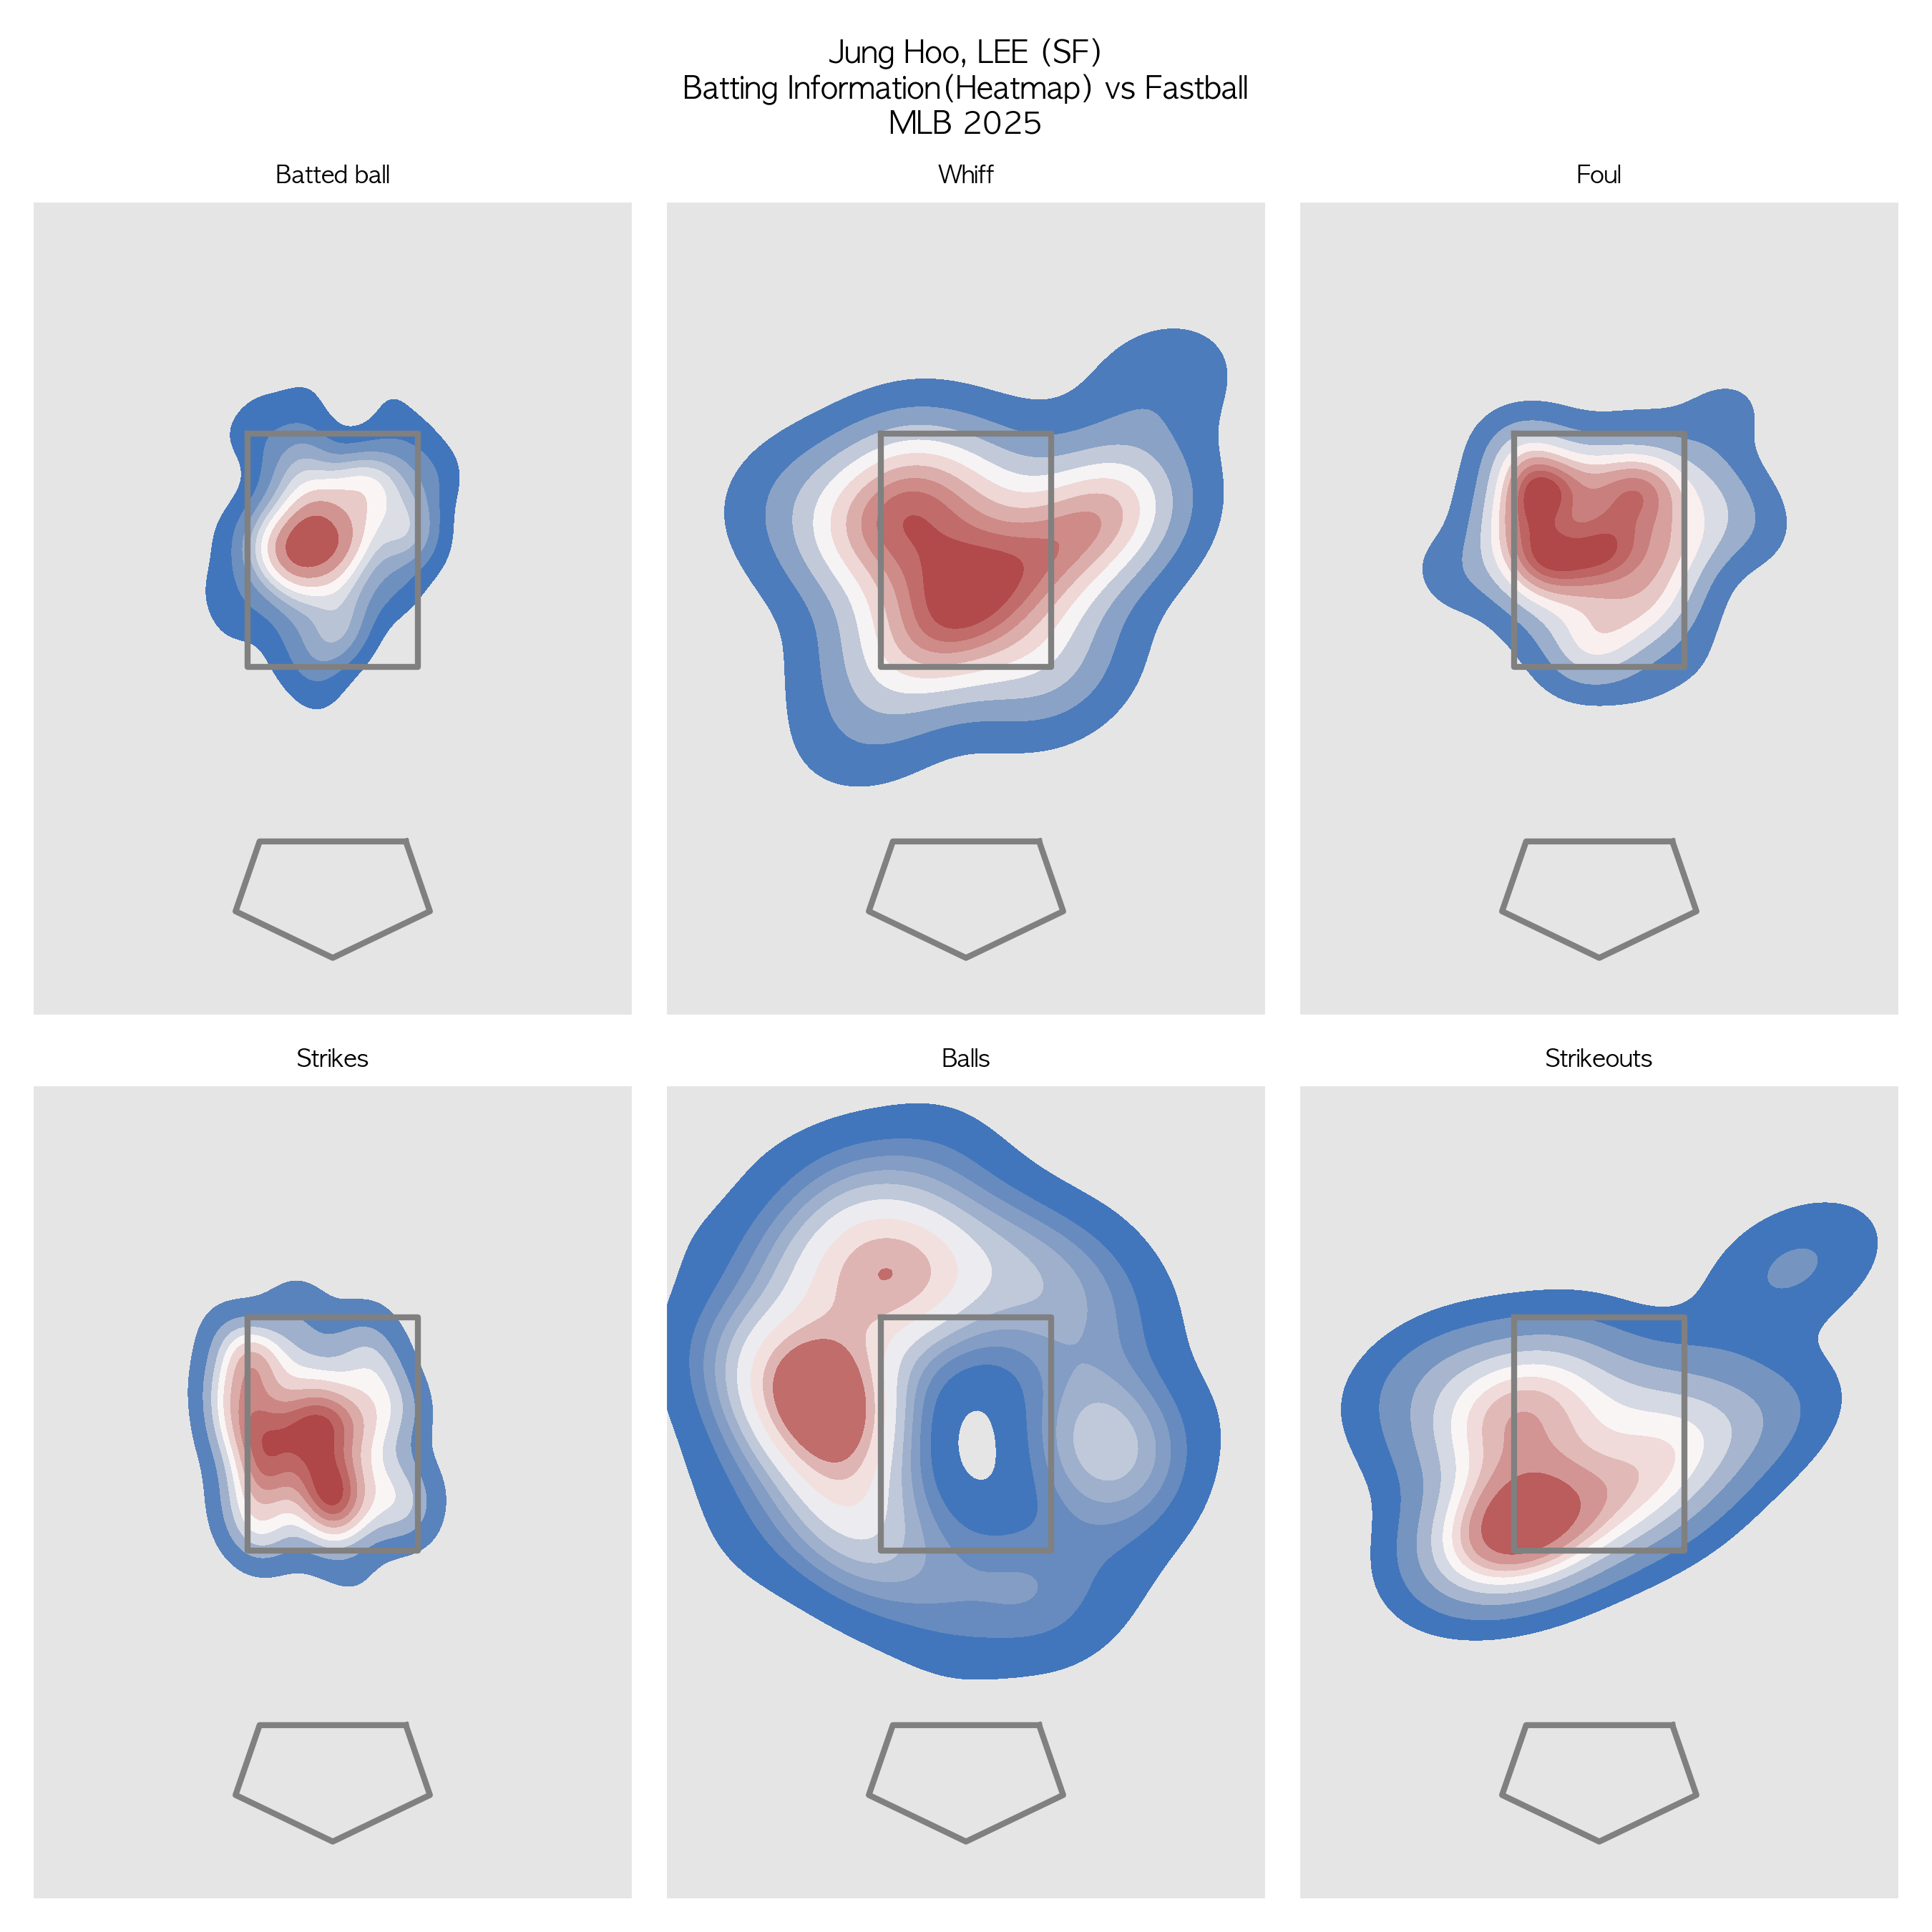 Jung Hoo, LEE (SF)
Batting Information(Heatmap) vs Fastball
MLB 2025
Batted ball
Whiff
Foul
Strikes
Balls
Strikeouts